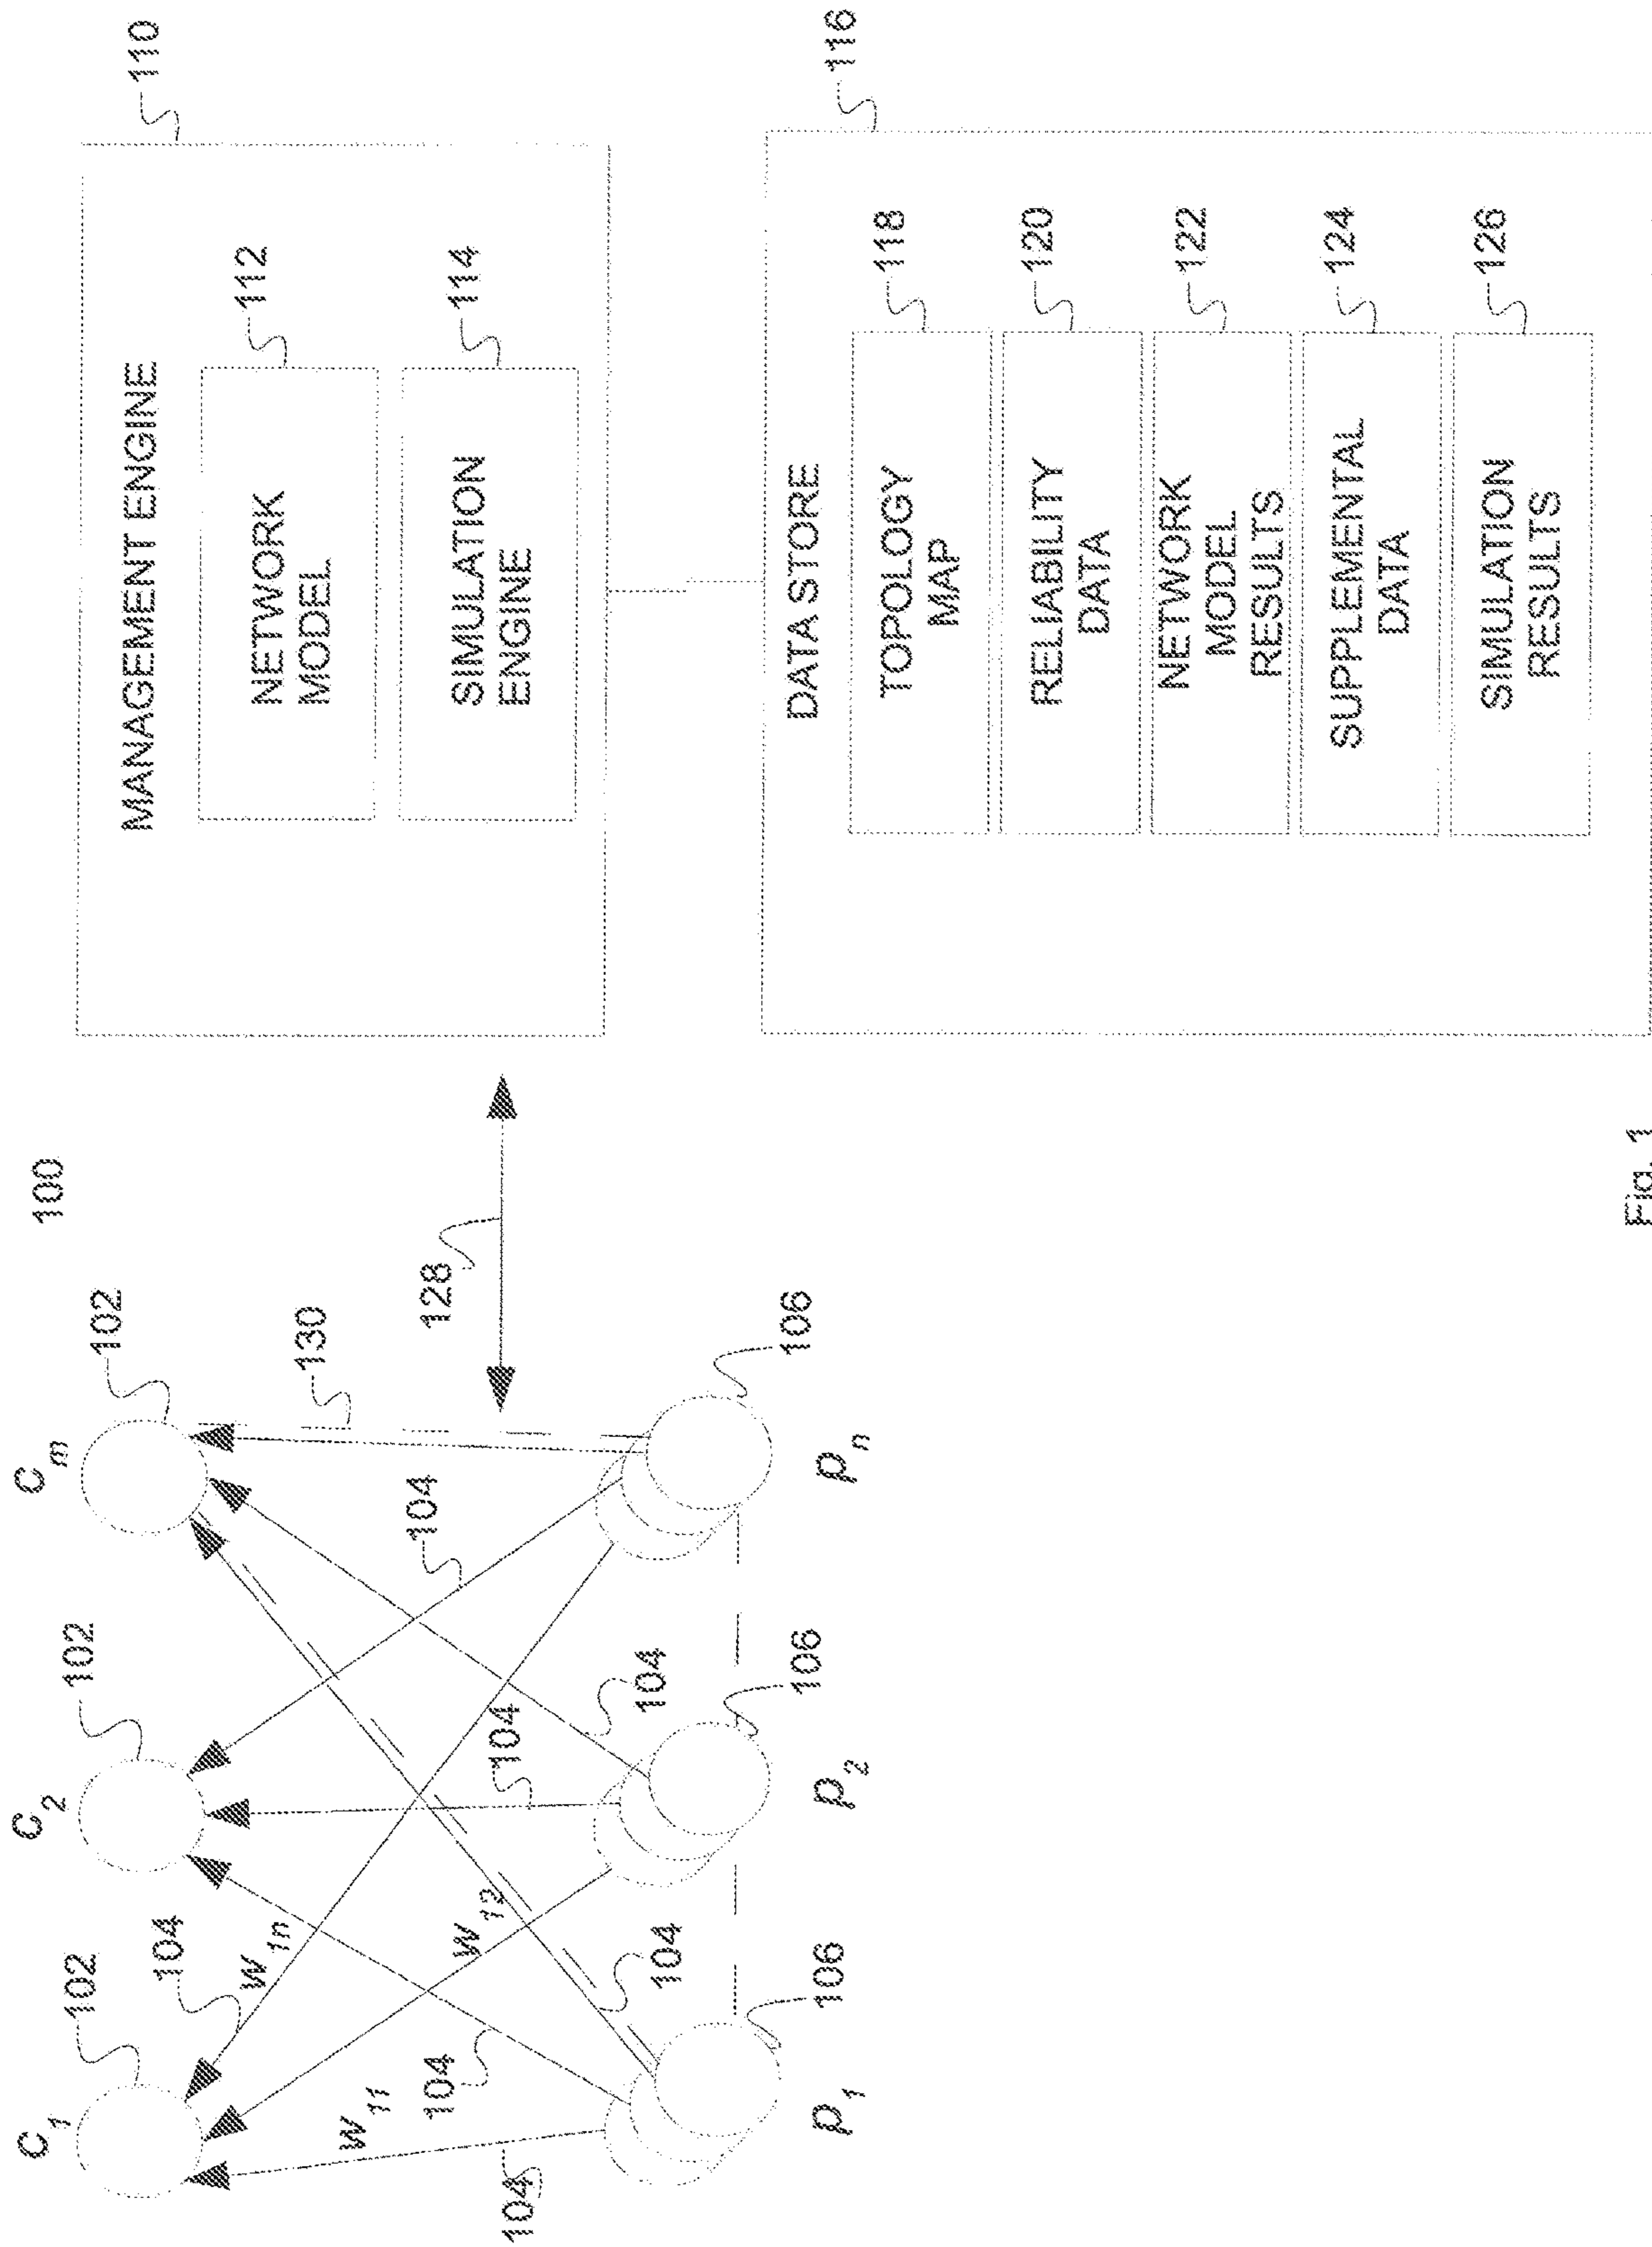 c1
c2
cm
100
102
102
102
110
MANAGEMENT ENGINE
104
w1n
130
112
NETWORK
MODEL
w11
104
104
128
114
SIMULATION
ENGINE
w12
104
104
104
104
106
106
106
p1
p2
pn
116
DATA STORE
118
TOPOLOGY
MAP
120
RELIABILITY
DATA
122
NETWORK
MODEL
RESULTS
124
SUPPLEMENTAL
DATA
126
SIMULATION
RESULTS
Fig. 1